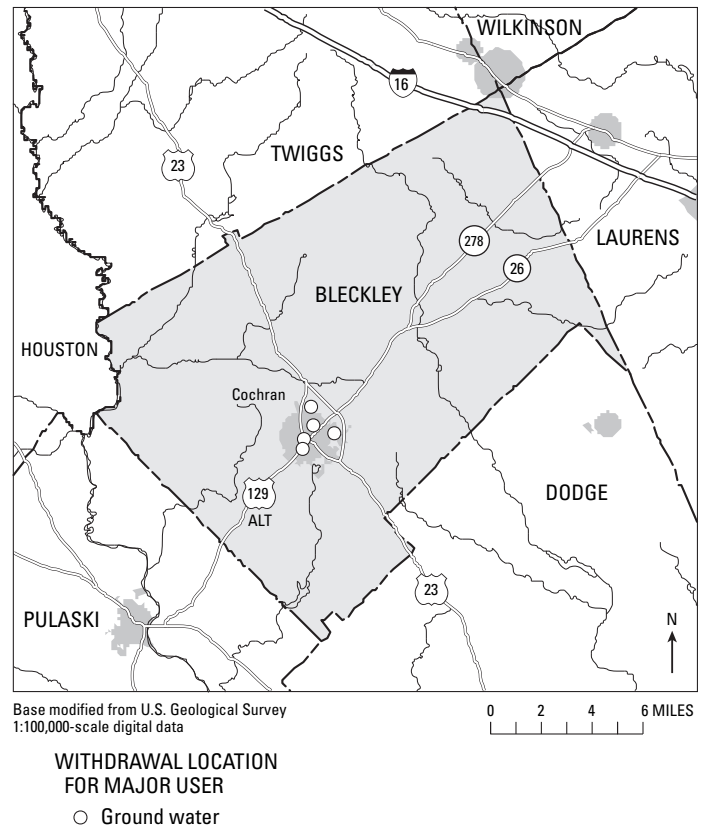 WILKINSON
16
TWIGGS
23
278
LAURENS
26
BLECKLEY
HOUSTON
Cochran
129
ALT
DODGE
23
PULASKI
N
Base modified from U.S. Geological Survey
1:100,000-scale digital data
0 2 4 6 MILES
WITHDRAWAL LOCATION
FOR MAJOR USER
Ground water